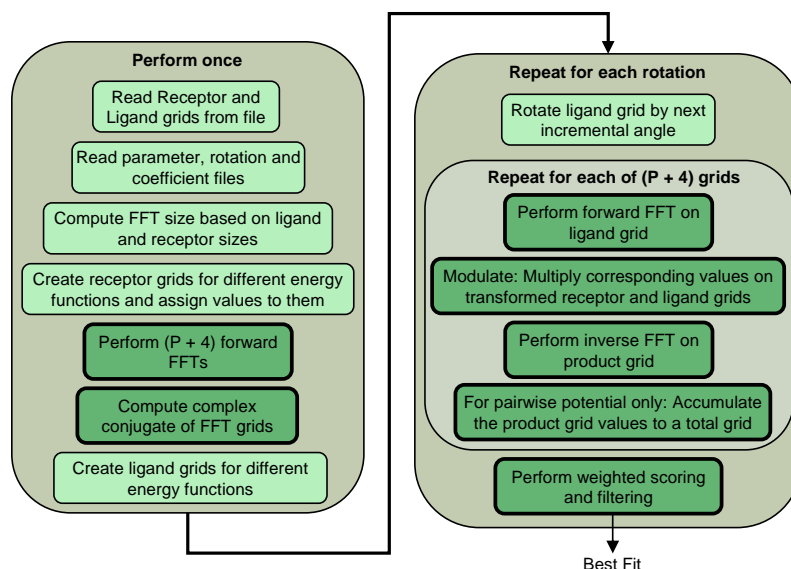 Perform once
Read Receptor and
Ligand grids from file
Read parameter, rotation and
coefficient files
Compute FFT size based on ligand
and receptor sizes
Create receptor grids for different
energy functions and assign values to them
Perform (P + 4) forward
FFTs
Compute complex
conjugate of FFT grids
Create ligand grids for different
energy functions
Repeat for each rotation
Rotate ligand grid by next
incremental angle
Repeat for each of (P + 4) grids
Perform forward FFT on
ligand grid
Modulate: Multiply corresponding values on
transformed receptor and ligand grids
Perform inverse FFT on
product grid
For pairwise potential only: Accumulate
the product grid values to a total grid
Perform weighted scoring
and filtering
Best Fit